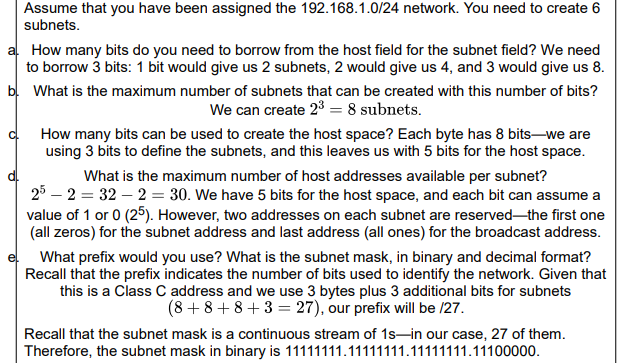 Assume that you have been assigned the 192.168.1.0/24 network. You need to create 6
subnets.
a. How many bits do you need to borrow from the host field for the subnet field? We need
to borrow 3 bits: 1 bit would give us 2 subnets, 2 would give us 4, and 3 would give us 8.
b. What is the maximum number of subnets that can be created with this number of bits?
We can create 2³ = 8 subnets.
c. How many bits can be used to create the host space? Each byte has 8 bits—we are
using 3 bits to define the subnets, and this leaves us with 5 bits for the host space.
d. What is the maximum number of host addresses available per subnet?
2⁵ − 2 = 32 − 2 = 30. We have 5 bits for the host space, and each bit can assume a
value of 1 or 0 (2⁵). However, two addresses on each subnet are reserved—the first one
(all zeros) for the subnet address and last address (all ones) for the broadcast address.
e. What prefix would you use? What is the subnet mask, in binary and decimal format?
Recall that the prefix indicates the number of bits used to identify the network. Given that
this is a Class C address and we use 3 bytes plus 3 additional bits for subnets
(8 + 8 + 8 + 3 = 27), our prefix will be /27.
Recall that the subnet mask is a continuous stream of 1s—in our case, 27 of them.
Therefore, the subnet mask in binary is 11111111.11111111.11111111.11100000.